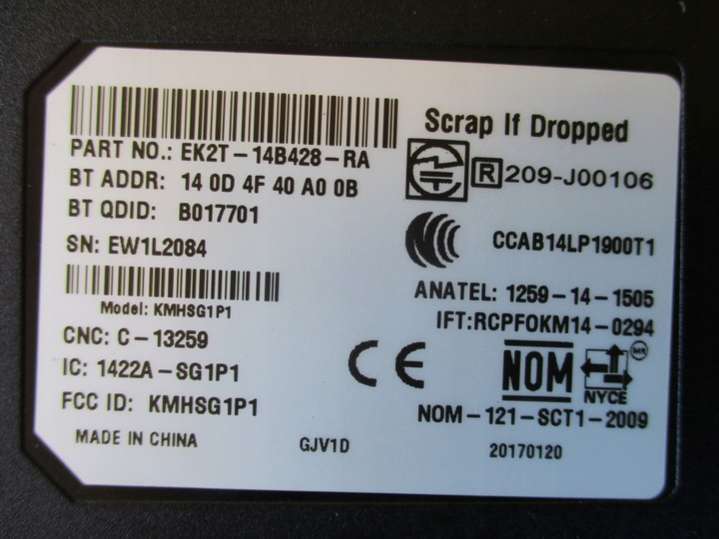 Scrap If Dropped
PART NO.: EK2T-14B428-RA
BT ADDR: 14 0D 4F 40 A0 0B
BT QDID: B017701
SN: EW1L2084
Model: KMHSG1P1
CNC: C-13259
IC: 1422A-SG1P1
FCC ID: KMHSG1P1
MADE IN CHINA
GJV1D
R 209-J00106
CCAB14LP1900T1
ANATEL: 1259-14-1505
IFT:RCPFOKM14-0294
CE
NOM
NYCE
NOM-121-SCT1-2009
20170120